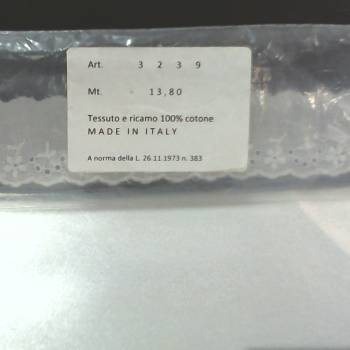 Art. 3 2 3 9
Mt. 13,80
Tessuto e ricamo 100% cotone
MADE IN ITALY
A norma della L. 26.11.1973 n. 383